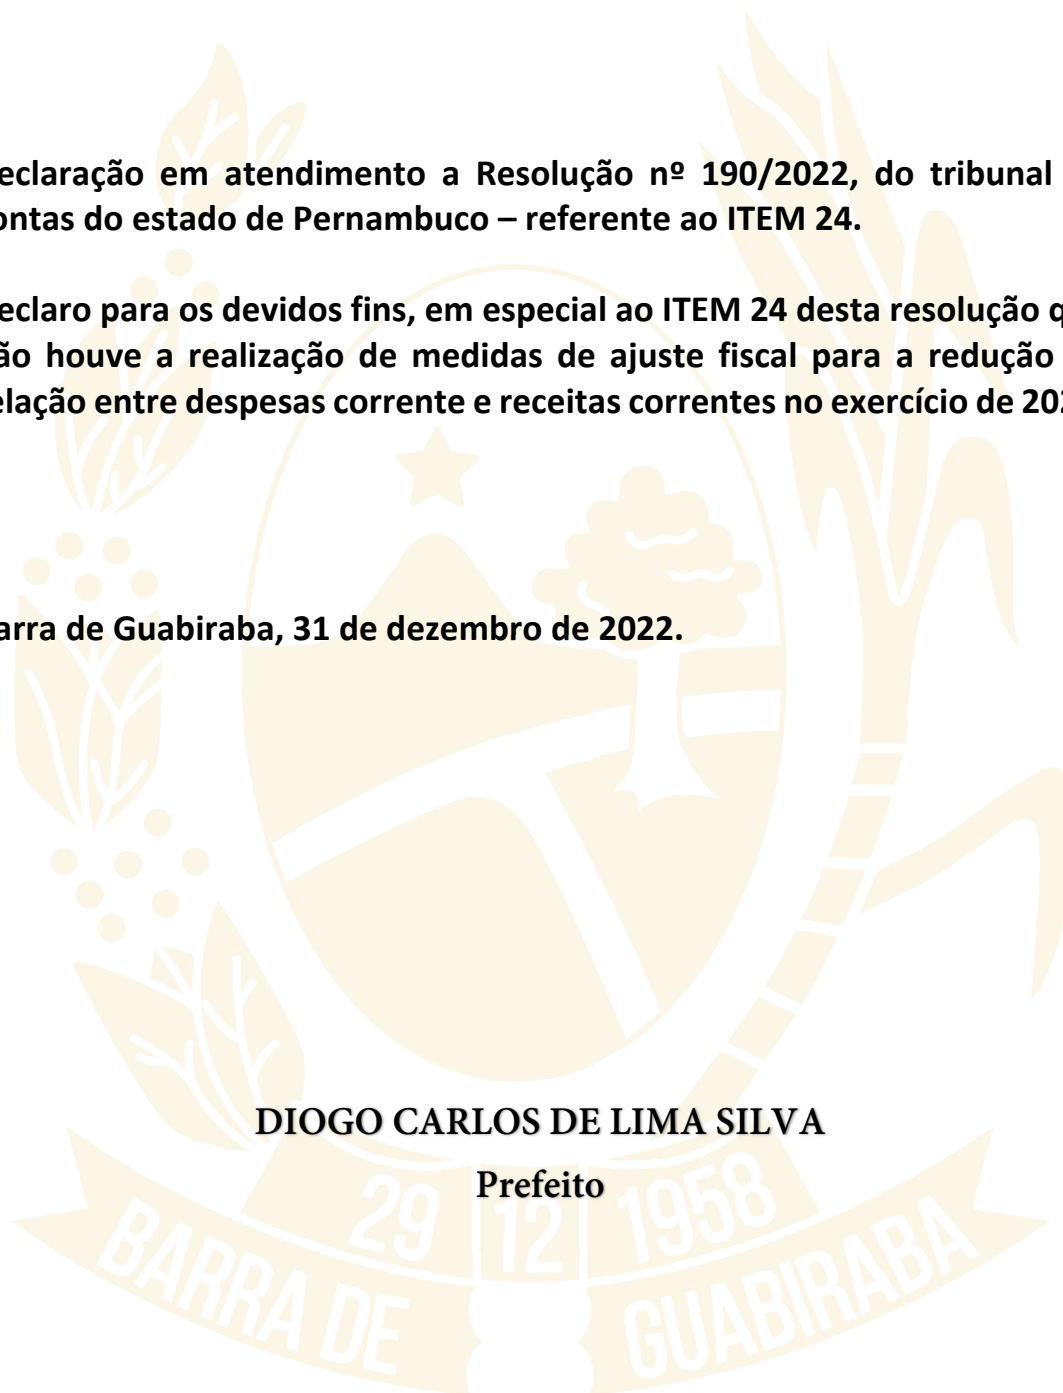 eclaração em atendimento a Resolução nº 190/2022, do tribunal
ontas do estado de Pernambuco – referente ao ITEM 24.
eclaro para os devidos fins, em especial ao ITEM 24 desta resolução q
ão houve a realização de medidas de ajuste fiscal para a redução
elação entre despesas corrente e receitas correntes no exercício de 202
arra de Guabiraba, 31 de dezembro de 2022.
DIOGO CARLOS DE LIMA SILVA
Prefeito
29 12 1958
BARRA DE GUABIRABA